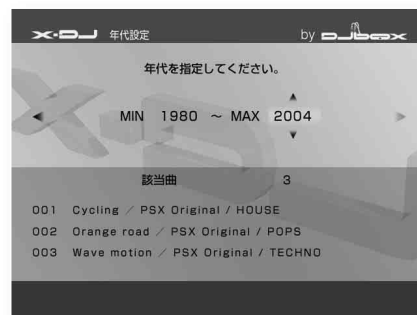 X-DJ 年代設定 by DJbox
年代を指定してください。
MIN 1980 ～ MAX 2004
該当曲 3
001 Cycling / PSX Original / HOUSE
002 Orange road / PSX Original / POPS
003 Wave motion / PSX Original / TECHNO